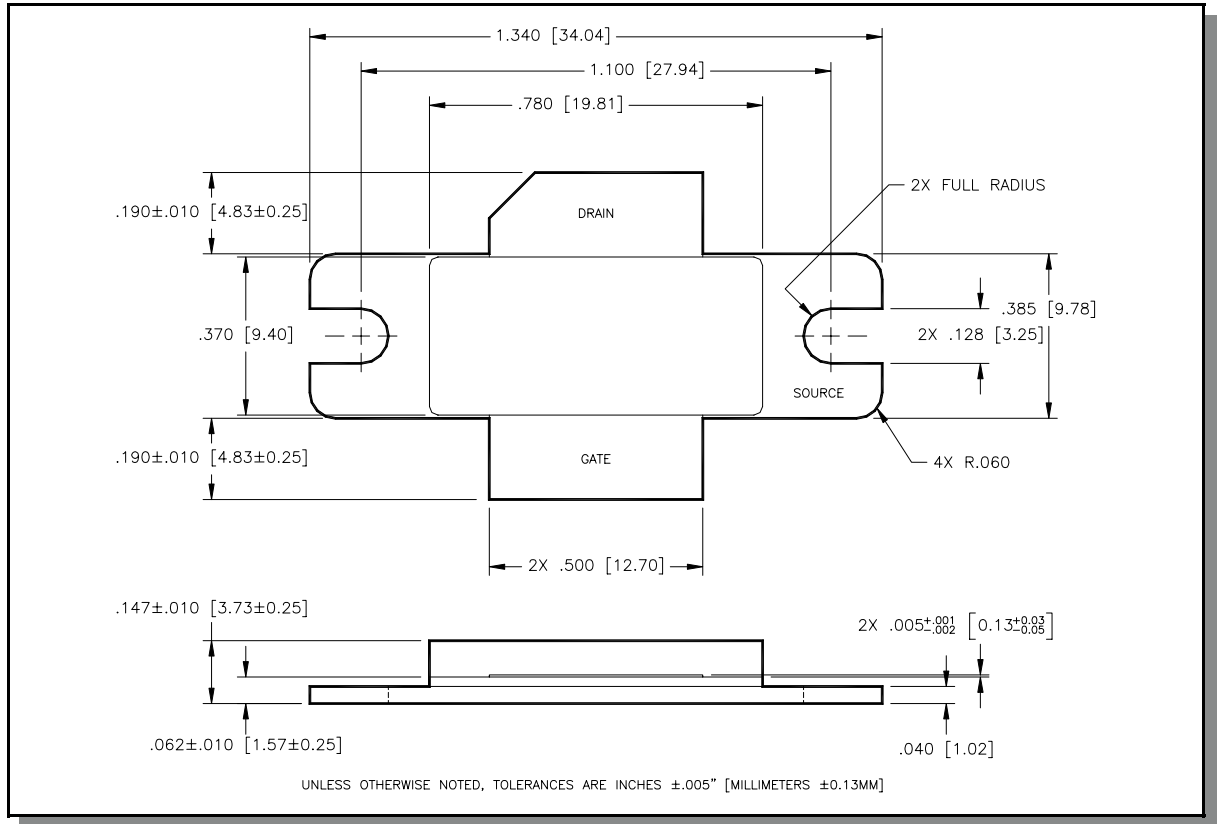 1.340 [34.04]
1.100 [27.94]
.780 [19.81]
2X FULL RADIUS
.190±.010 [4.83±0.25]
DRAIN
.385 [9.78]
.370 [9.40]
2X .128 [3.25]
SOURCE
.190±.010 [4.83±0.25]
GATE
4X R.060
2X .500 [12.70]
.147±.010 [3.73±0.25]
2X .005+.001-.002 [0.13+0.03-0.05]
.062±.010 [1.57±0.25]
.040 [1.02]
UNLESS OTHERWISE NOTED, TOLERANCES ARE INCHES ±.005" [MILLIMETERS ±0.13MM]